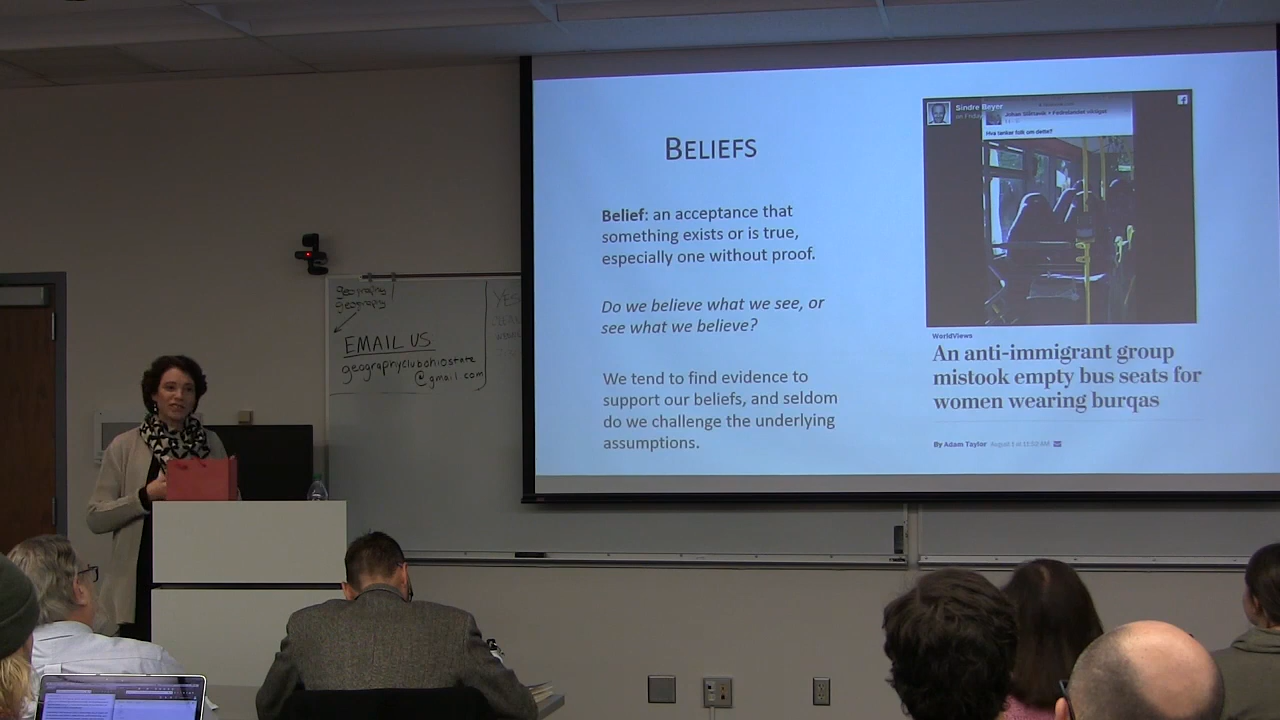 BELIEFS
Belief: an acceptance that
something exists or is true,
especially one without proof.
Do we believe what we see, or
see what we believe?
We tend to find evidence to
support our beliefs, and seldom
do we challenge the underlying
assumptions.
Sindre Beyer
on Friday
Hva tenker folk om dette?
WorldViews
An anti-immigrant group
mistook empty bus seats for
women wearing burqas
By Adam Taylor
geography
geography
EMAIL US
geographyclubohiostate
@gmail.com
YES